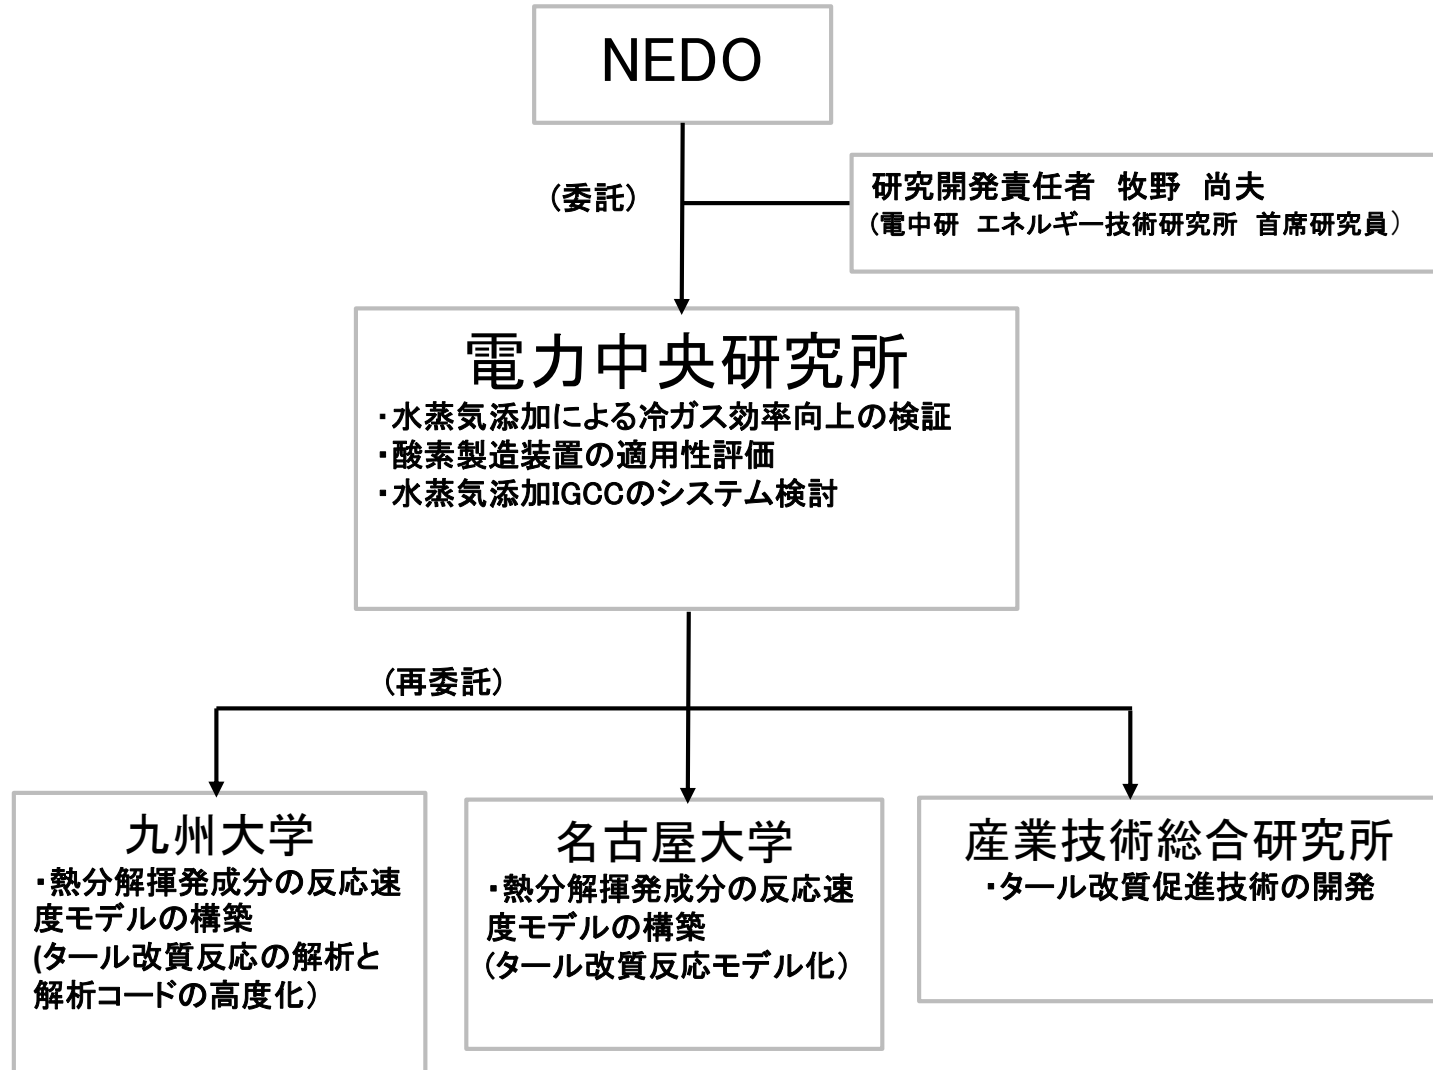 NEDO
(委託)
研究開発責任者　牧野　尚夫
(電中研　エネルギー技術研究所　首席研究員）
電力中央研究所
・水蒸気添加による冷ガス効率向上の検証
・酸素製造装置の適用性評価
・水蒸気添加IGCCのシステム検討
(再委託)
九州大学
・熱分解揮発成分の反応速
度モデルの構築
(タール改質反応の解析と
解析コードの高度化）
名古屋大学
・熱分解揮発成分の反応速
度モデルの構築
(タール改質反応モデル化）
産業技術総合研究所
・タール改質促進技術の開発